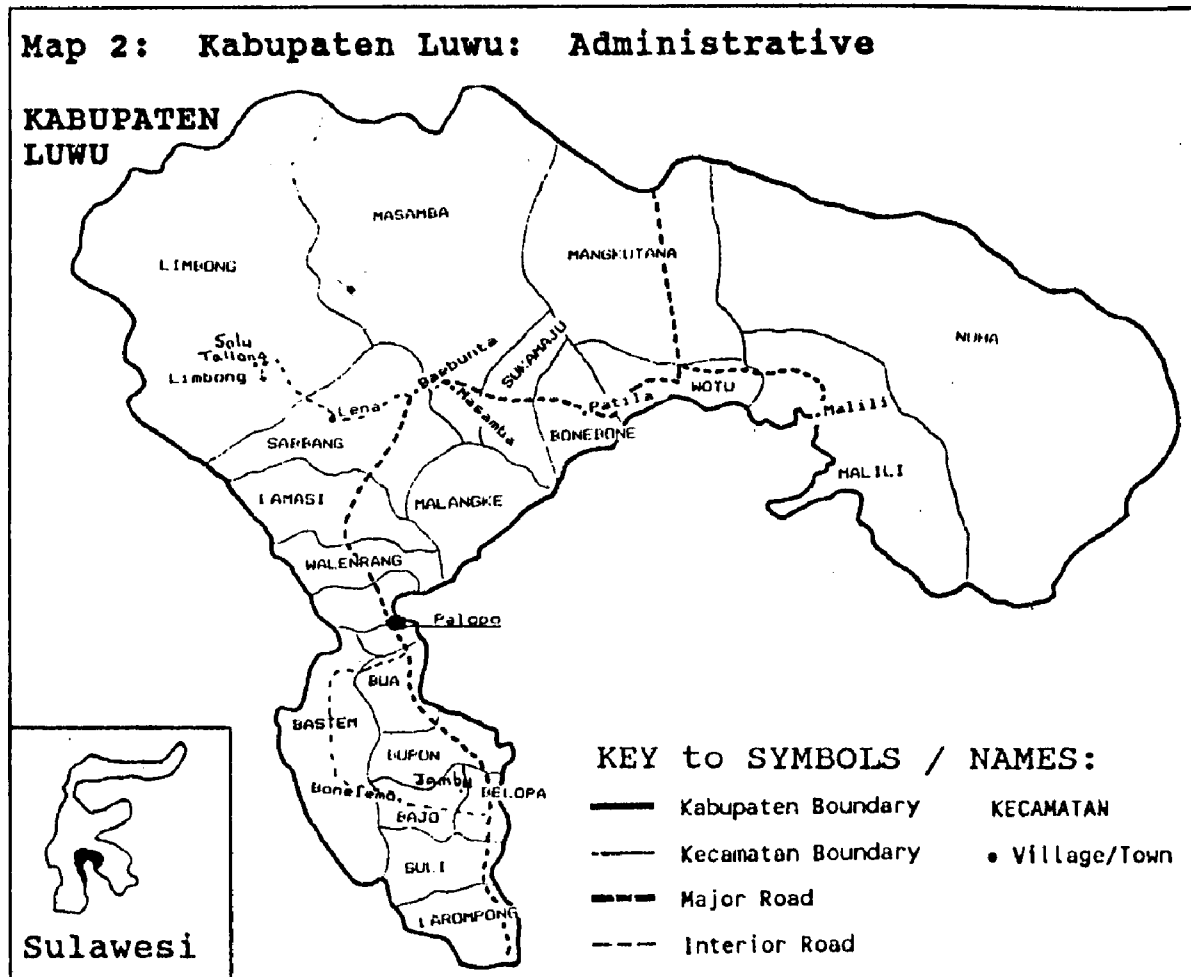 Map 2: Kabupaten Luwu: Administrative
KABUPATEN
LUWU
MASAMBA
LIMBONG
MANGKUTANA
NUHA
SUKAMAJU
Salu
Tallang
Limbong
Baebunta
Masamba
Lena
Patila
WOTU
Malili
SABBANG
BONEBONE
LAMASI
MALANGKE
MALILI
WALENRANG
Palopo
BUA
BASTEM
BUPON
Jambu
BELOPA
BAJO
SULI
LAROMPONG
Sulawesi
KEY to SYMBOLS / NAMES:
Kabupaten Boundary KECAMATAN
Kecamatan Boundary • Village/Town
Major Road
Interior Road